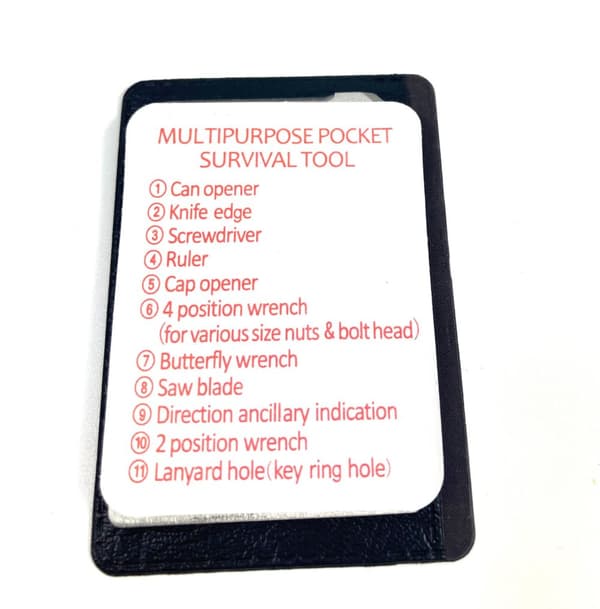 MULTIPURPOSE POCKET
SURVIVAL TOOL
① Can opener
② Knife edge
③ Screwdriver
④ Ruler
⑤ Cap opener
⑥ 4 position wrench
(for various size nuts & bolt head)
⑦ Butterfly wrench
⑧ Saw blade
⑨ Direction ancillary indication
⑩ 2 position wrench
⑪ Lanyard hole(key ring hole)